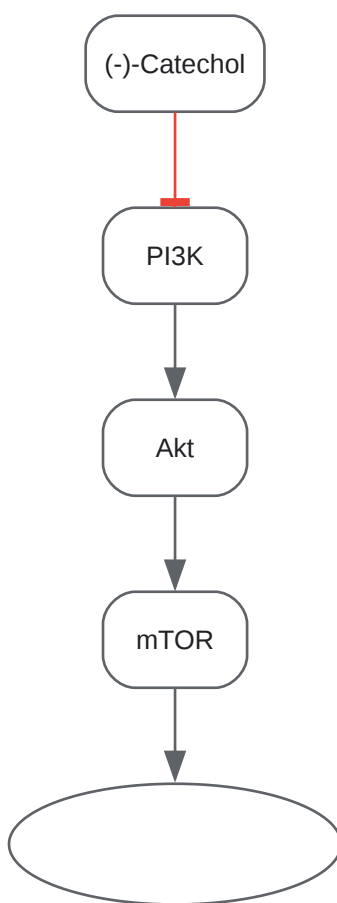 (-)-Catechol
PI3K
Akt
mTOR